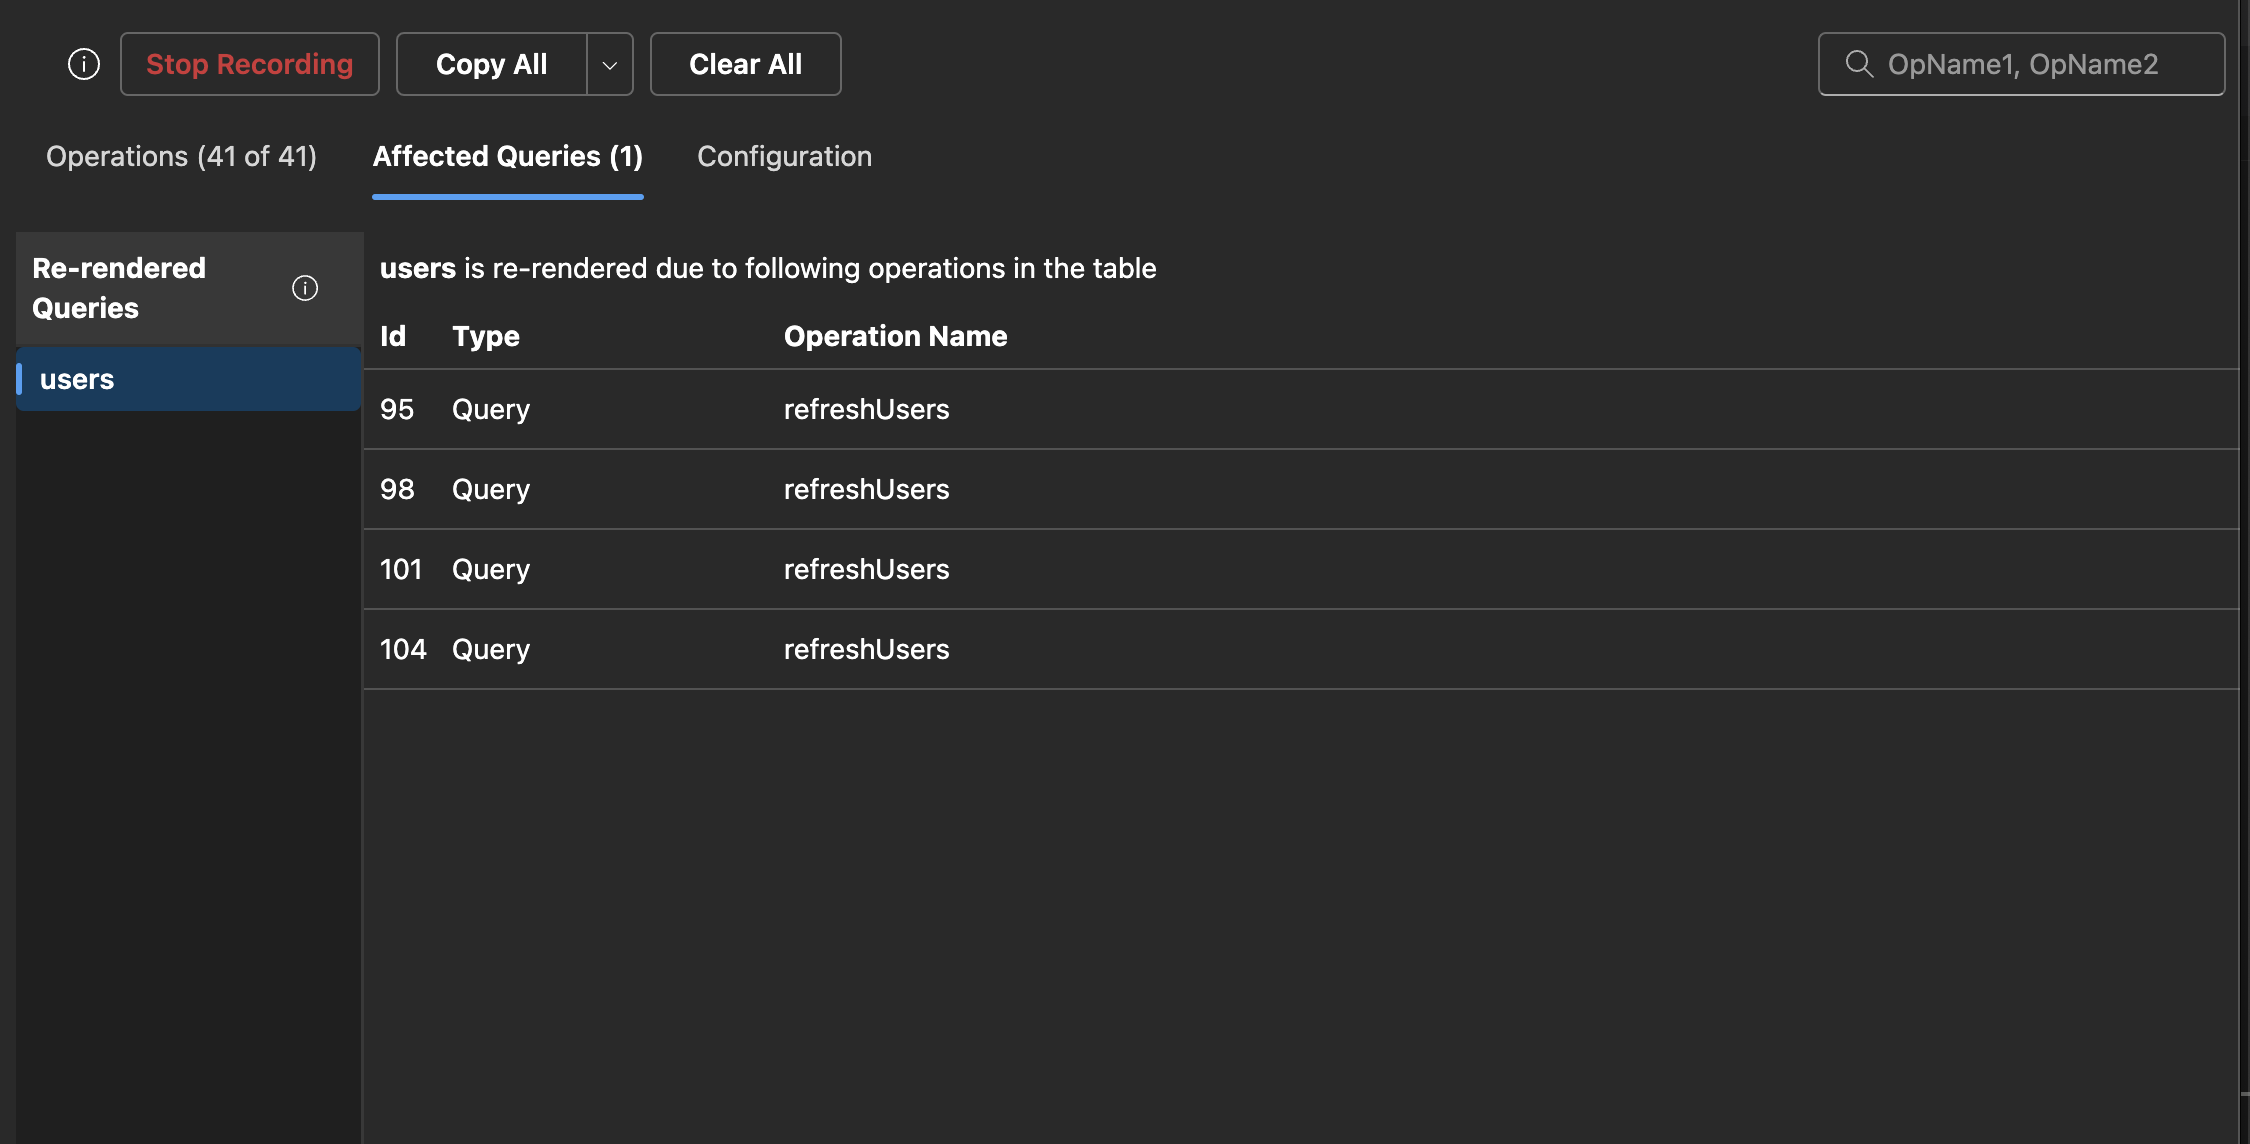 Stop Recording Copy All Clear All OpName1, OpName2
Operations (41 of 41) Affected Queries (1) Configuration
Re-rendered
Queries
users
users is re-rendered due to following operations in the table
Id Type Operation Name
95 Query refreshUsers
98 Query refreshUsers
101 Query refreshUsers
104 Query refreshUsers